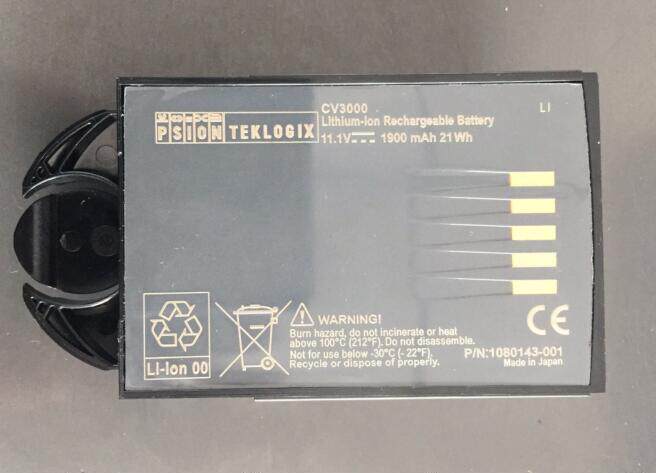 PSION TEKLOGIX
CV3000
Lithium-Ion Rechargeable Battery
11.1V 1900 mAh 21Wh
LI
Li-Ion 00
WARNING!
Burn hazard, do not incinerate or heat
above 100°C (212°F). Do not disassemble.
Not for use below -30°C (- 22°F).
Recycle or dispose of properly.
CE
P/N:1080143-001
Made in Japan